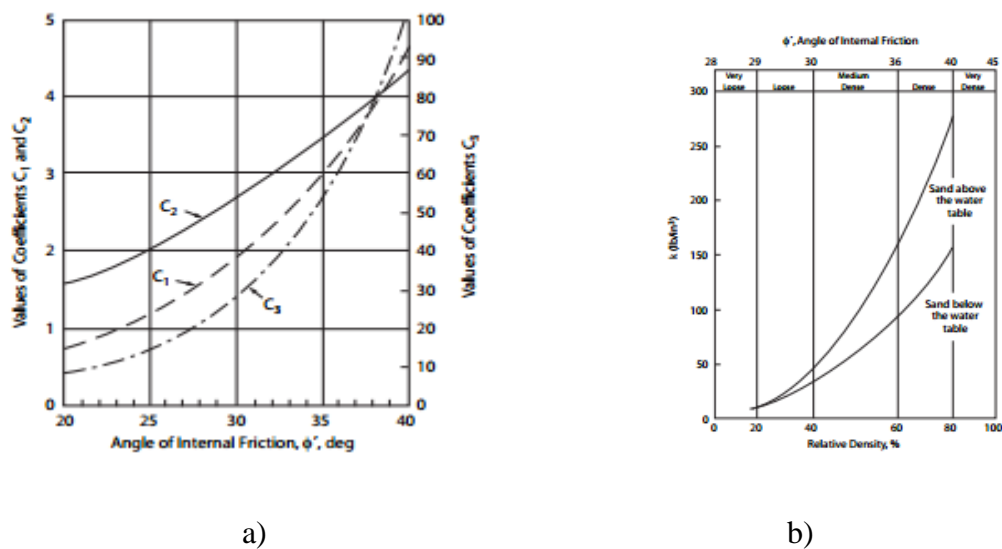 Values of Coefficients C₁ and C₂
5
4
3
2
1
0
C₂
C₁
C₃
100
90
80
70
60
50
40
30
20
10
0
Values of Coefficients C₃
20 25 30 35 40
Angle of Internal Friction, ϕ′, deg
a)
ϕ′, Angle of Internal Friction
28 29 30 36 40 45
Very Loose
Loose
Medium Dense
Dense
Very Dense
k (lb/in³)
300
250
200
150
100
50
0
Sand above
the water
table
Sand below
the water
table
0 20 40 60 80 100
Relative Density, %
b)